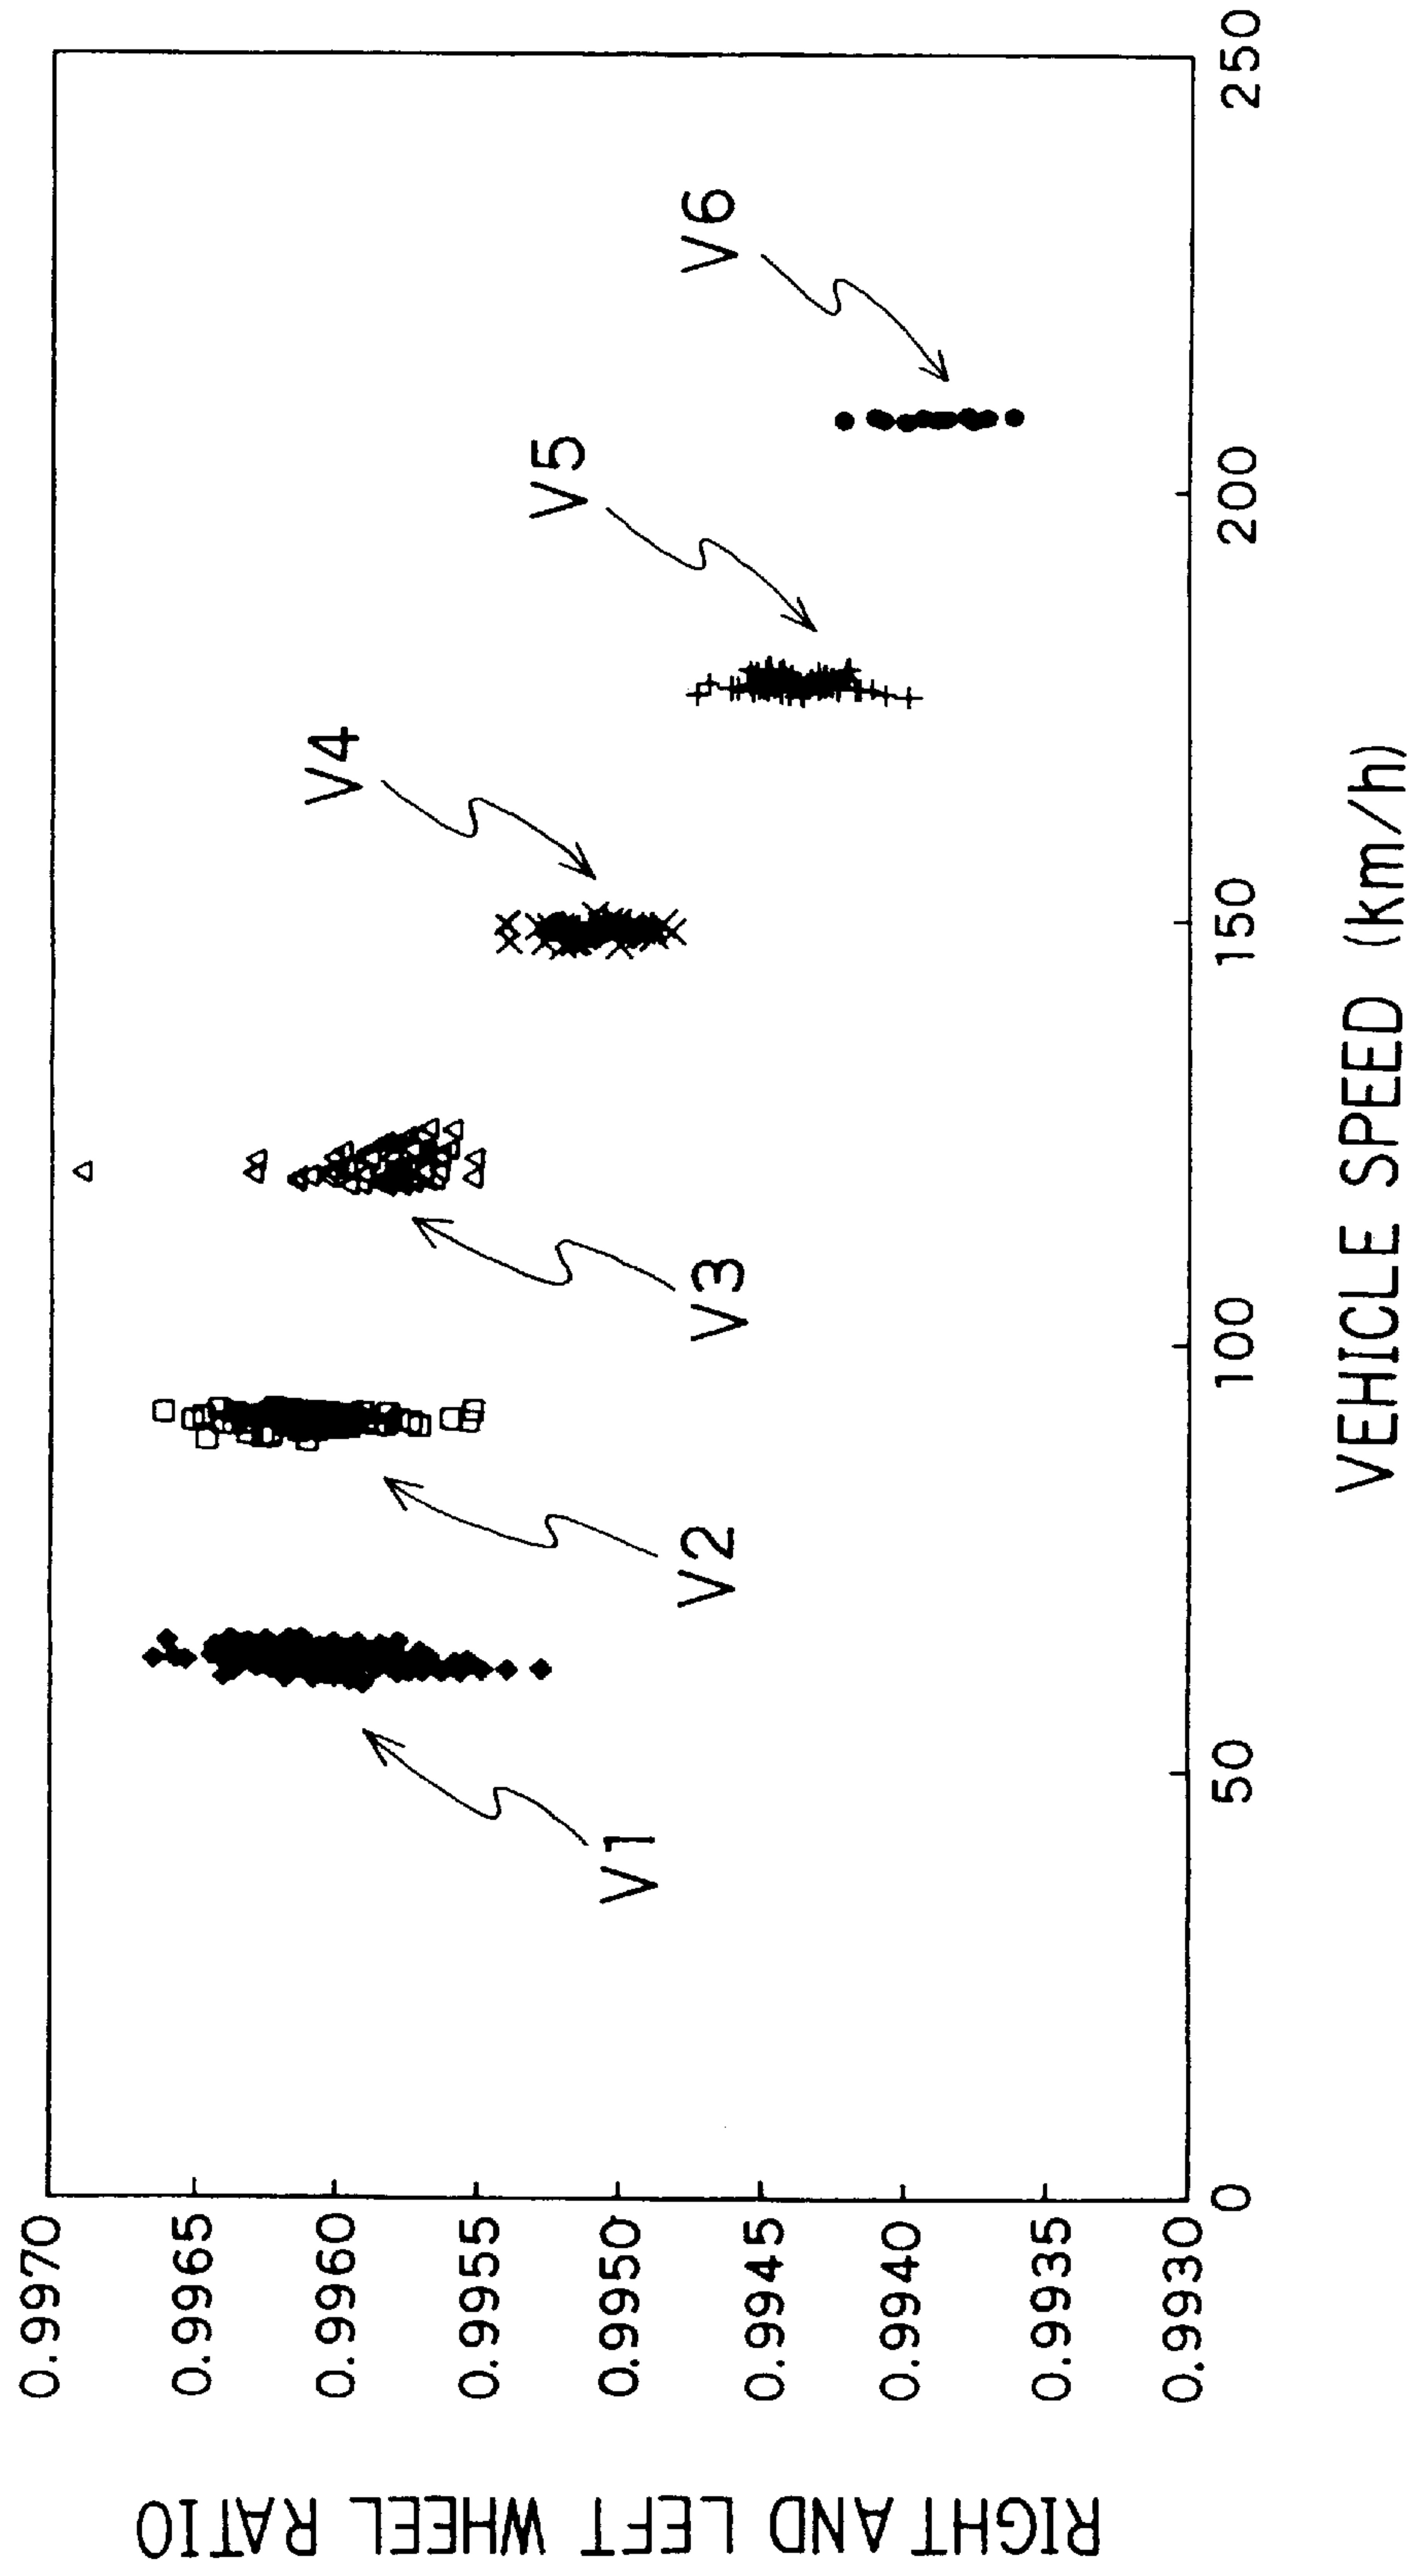 RIGHT AND LEFT WHEEL RATIO
0.9970
0.9965
0.9960
0.9955
0.9950
0.9945
0.9940
0.9935
0.9930
V1
V2
V3
V4
V5
V6
0
50
100
150
200
250
VEHICLE SPEED (km/h)